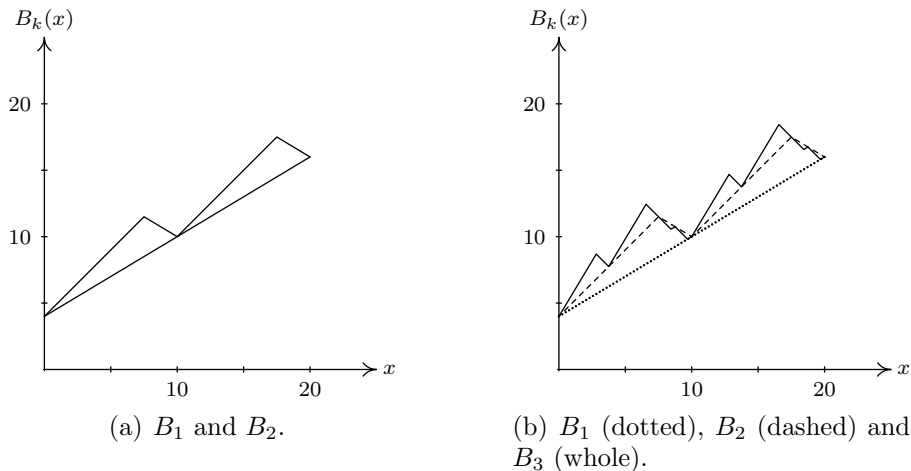 B_k(x)
20
10
10
20
x
(a) B_1 and B_2.
B_k(x)
20
10
10
20
x
(b) B_1 (dotted), B_2 (dashed) and
B_3 (whole).